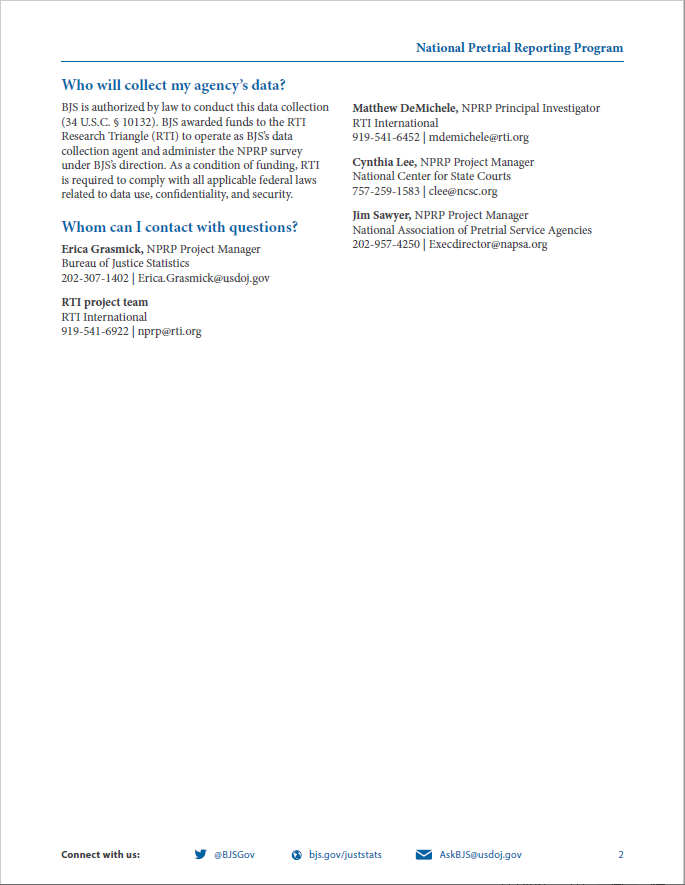 National Pretrial Reporting Program
Who will collect my agency's data?
BJS is authorized by law to conduct this data collection
(34 U.S.C. § 10132). BJS awarded funds to the RTI
Research Triangle (RTI) to operate as BJS's data
collection agent and administer the NPRP survey
under BJS's direction. As a condition of funding, RTI
is required to comply with all applicable federal laws
related to data use, confidentiality, and security.
Whom can I contact with questions?
Erica Grasmick, NPRP Project Manager
Bureau of Justice Statistics
202-307-1402 | Erica.Grasmick@usdoj.gov
RTI project team
RTI International
919-541-6922 | nprp@rti.org
Matthew DeMichele, NPRP Principal Investigator
RTI International
919-541-6452 | mdemichele@rti.org
Cynthia Lee, NPRP Project Manager
National Center for State Courts
757-259-1583 | clee@ncsc.org
Jim Sawyer, NPRP Project Manager
National Association of Pretrial Service Agencies
202-957-4250 | Execdirector@napsa.org
Connect with us: @BJSGov bjs.gov/juststats AskBJS@usdoj.gov 2